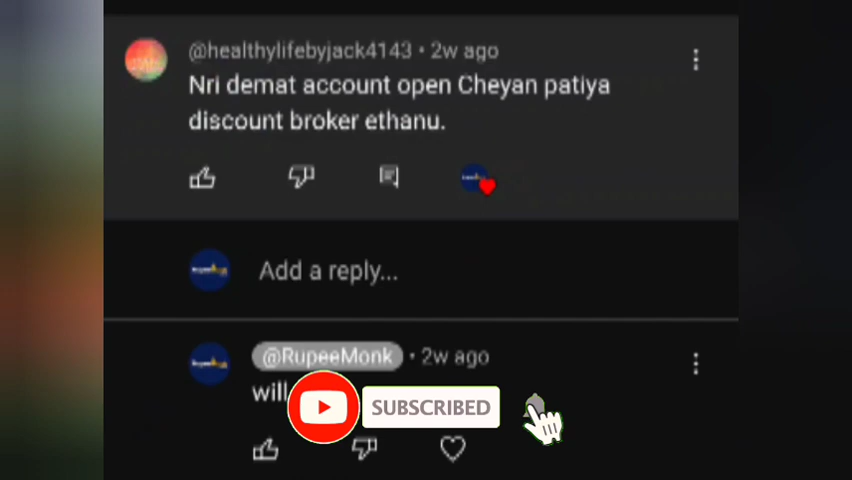 @healthylifebyjack4143 • 2w ago
Nri demat account open Cheyan patiya
discount broker ethanu.
Add a reply...
@RupeeMonk • 2w ago
will
SUBSCRIBED